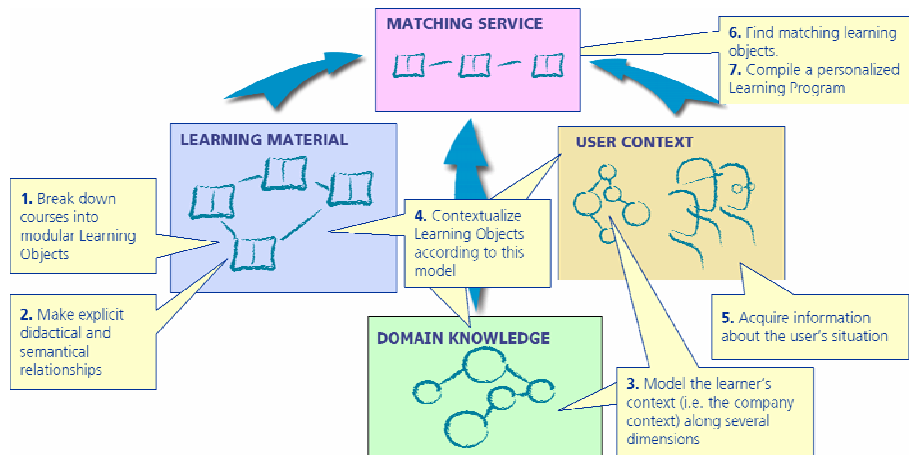 MATCHING SERVICE
6. Find matching learning
objects.
7. Compile a personalized
Learning Program
LEARNING MATERIAL
USER CONTEXT
1. Break down
courses into
modular Learning
Objects
4. Contextualize
Learning Objects
according to this
model
2. Make explicit
didactical and
semantical
relationships
5. Acquire information
about the user's situation
DOMAIN KNOWLEDGE
3. Model the learner's
context (i.e. the company
context) along several
dimensions